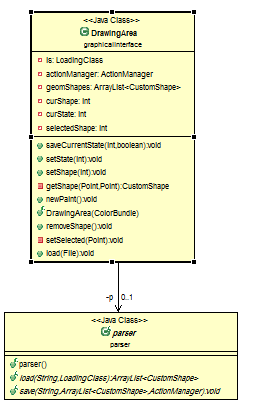 <<Java Class>>
DrawingArea
graphicalinterface
ls: LoadingClass
actionManager: ActionManager
geomShapes: ArrayList<CustomShape>
curShape: int
curState: int
selectedShape: int
saveCurrentState(int,boolean):void
setState(int):void
setShape(int):void
getShape(Point,Point):CustomShape
newPaint():void
DrawingArea(ColorBundle)
removeShape():void
setSelected(Point):void
load(File):void
-p 0..1
<<Java Class>>
parser
parser
parser()
load(String,LoadingClass):ArrayList<CustomShape>
save(String,ArrayList<CustomShape>,ActionManager):void